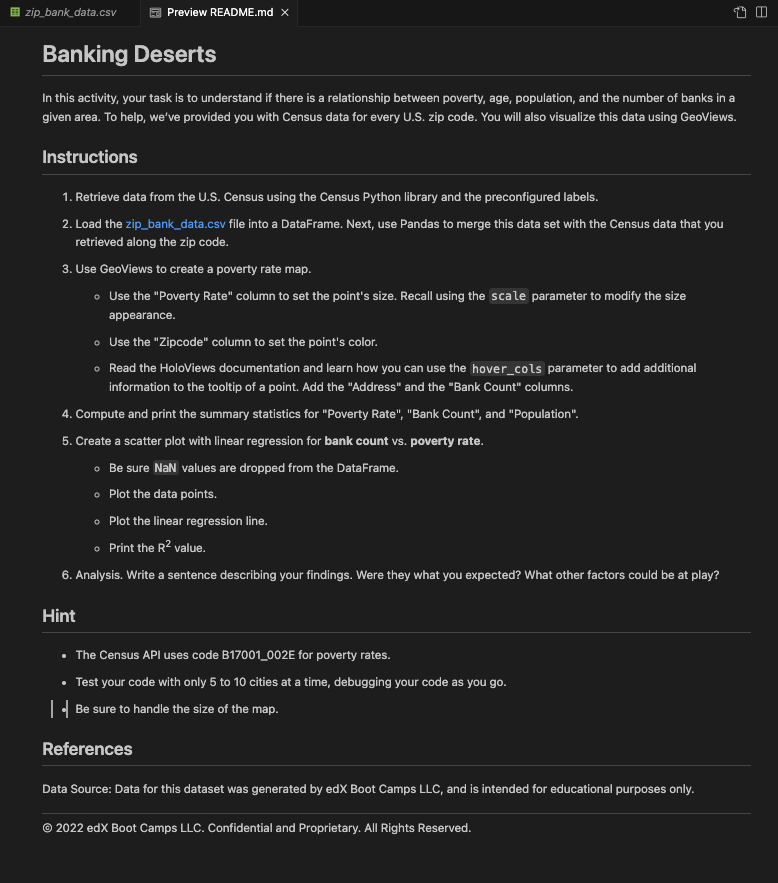 zip_bank_data.csv
Preview README.md
Banking Deserts
In this activity, your task is to understand if there is a relationship between poverty, age, population, and the number of banks in a
given area. To help, we've provided you with Census data for every U.S. zip code. You will also visualize this data using GeoViews.
Instructions
1. Retrieve data from the U.S. Census using the Census Python library and the preconfigured labels.
2. Load the zip_bank_data.csv file into a DataFrame. Next, use Pandas to merge this data set with the Census data that you
retrieved along the zip code.
3. Use GeoViews to create a poverty rate map.
Use the "Poverty Rate" column to set the point's size. Recall using the scale parameter to modify the size
appearance.
Use the "Zipcode" column to set the point's color.
Read the HoloViews documentation and learn how you can use the hover_cols parameter to add additional
information to the tooltip of a point. Add the "Address" and the "Bank Count" columns.
4. Compute and print the summary statistics for "Poverty Rate", "Bank Count", and "Population".
5. Create a scatter plot with linear regression for bank count vs. poverty rate.
Be sure NaN values are dropped from the DataFrame.
Plot the data points.
Plot the linear regression line.
Print the R² value.
6. Analysis. Write a sentence describing your findings. Were they what you expected? What other factors could be at play?
Hint
The Census API uses code B17001_002E for poverty rates.
Test your code with only 5 to 10 cities at a time, debugging your code as you go.
Be sure to handle the size of the map.
References
Data Source: Data for this dataset was generated by edX Boot Camps LLC, and is intended for educational purposes only.
© 2022 edX Boot Camps LLC. Confidential and Proprietary. All Rights Reserved.